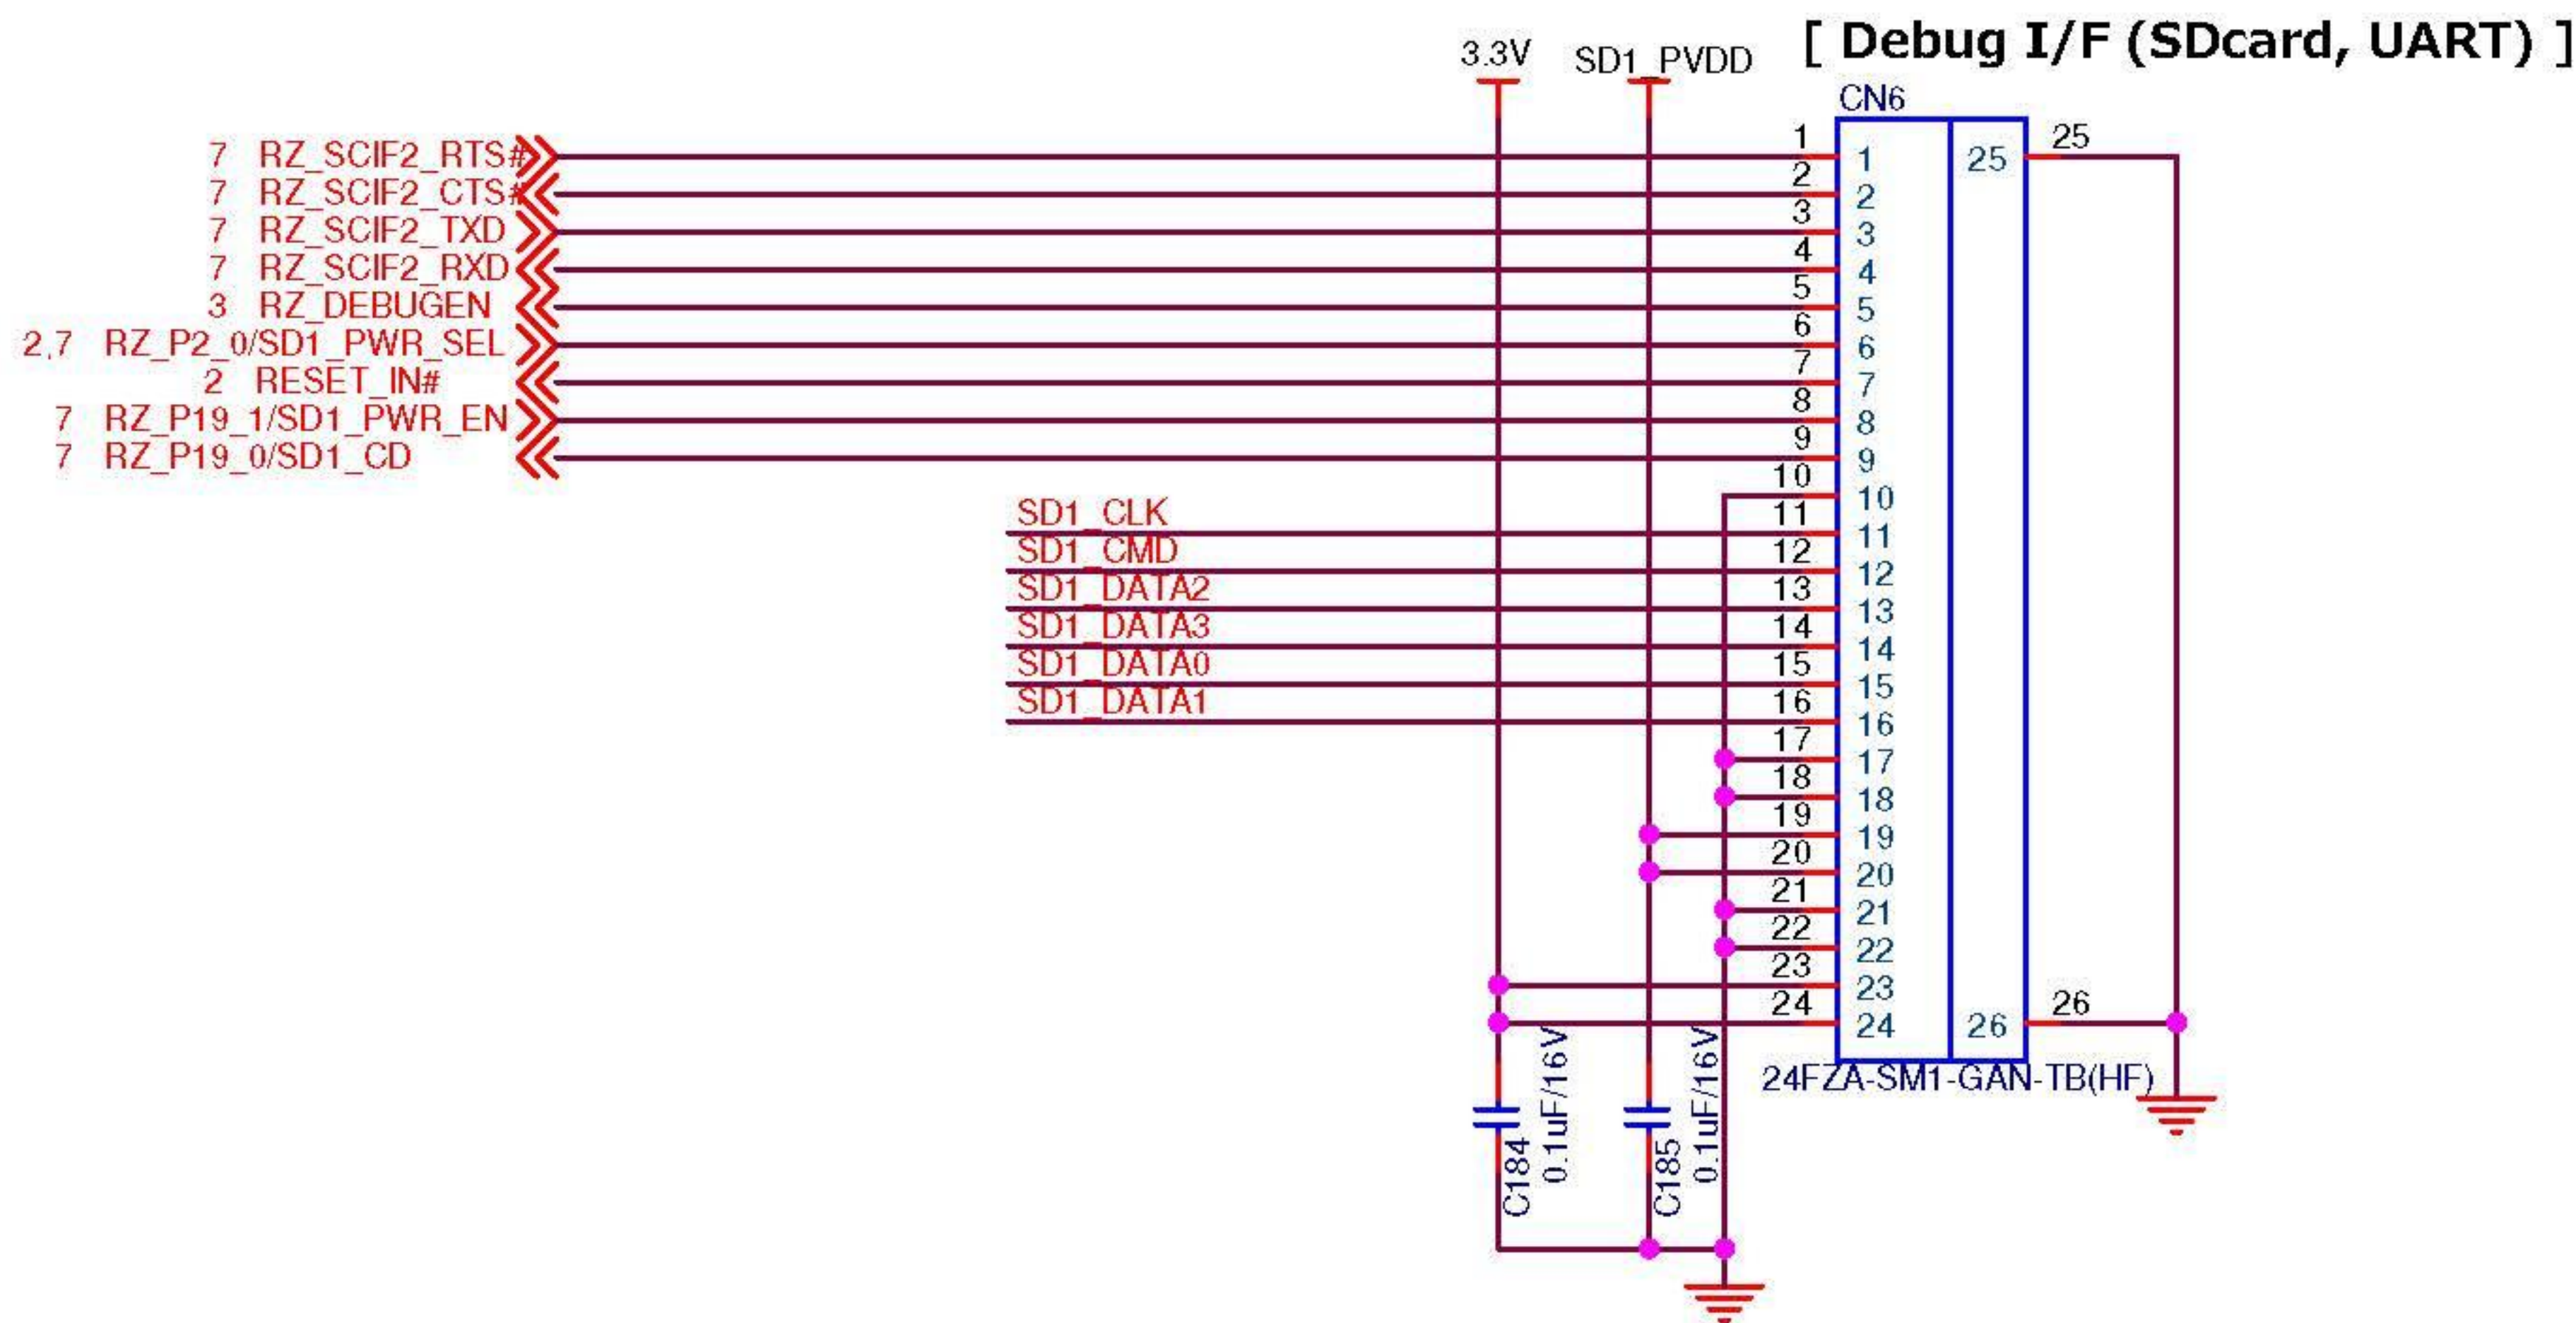 [ Debug I/F (SDcard, UART) ]
3.3V
SD1_PVDD
CN6
7 RZ_SCIF2_RTS#
7 RZ_SCIF2_CTS#
7 RZ_SCIF2_TXD
7 RZ_SCIF2_RXD
3 RZ_DEBUGEN
2,7 RZ_P2_0/SD1_PWR_SEL
2 RESET_IN#
7 RZ_P19_1/SD1_PWR_EN
7 RZ_P19_0/SD1_CD
SD1_CLK
SD1_CMD
SD1_DATA2
SD1_DATA3
SD1_DATA0
SD1_DATA1
1 1
2 2
3 3
4 4
5 5
6 6
7 7
8 8
9 9
10 10
11 11
12 12
13 13
14 14
15 15
16 16
17 17
18 18
19 19
20 20
21 21
22 22
23 23
24 24
25 25
26 26
24FZA-SM1-GAN-TB(HF)
C184
0.1uF/16V
C185
0.1uF/16V